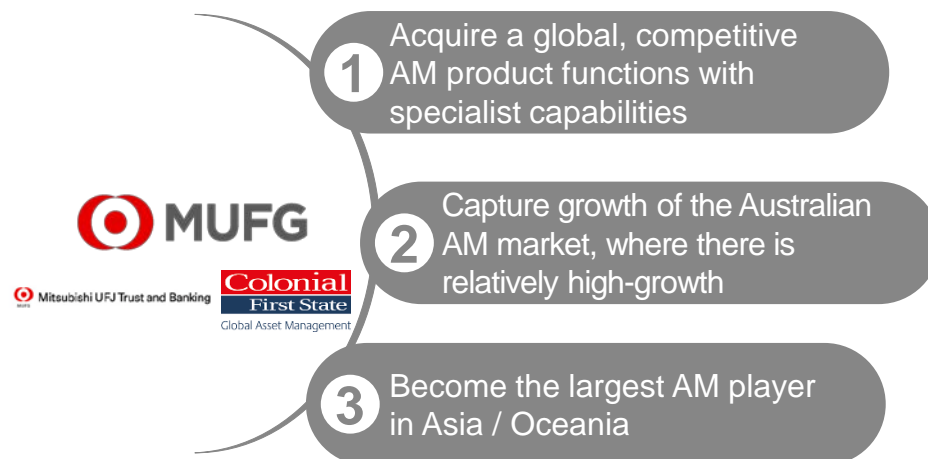 1
Acquire a global, competitive
AM product functions with
specialist capabilities
MUFG
MUFG
Mitsubishi UFJ Trust and Banking
Colonial
First State
Global Asset Management
2
Capture growth of the Australian
AM market, where there is
relatively high-growth
3
Become the largest AM player
in Asia / Oceania